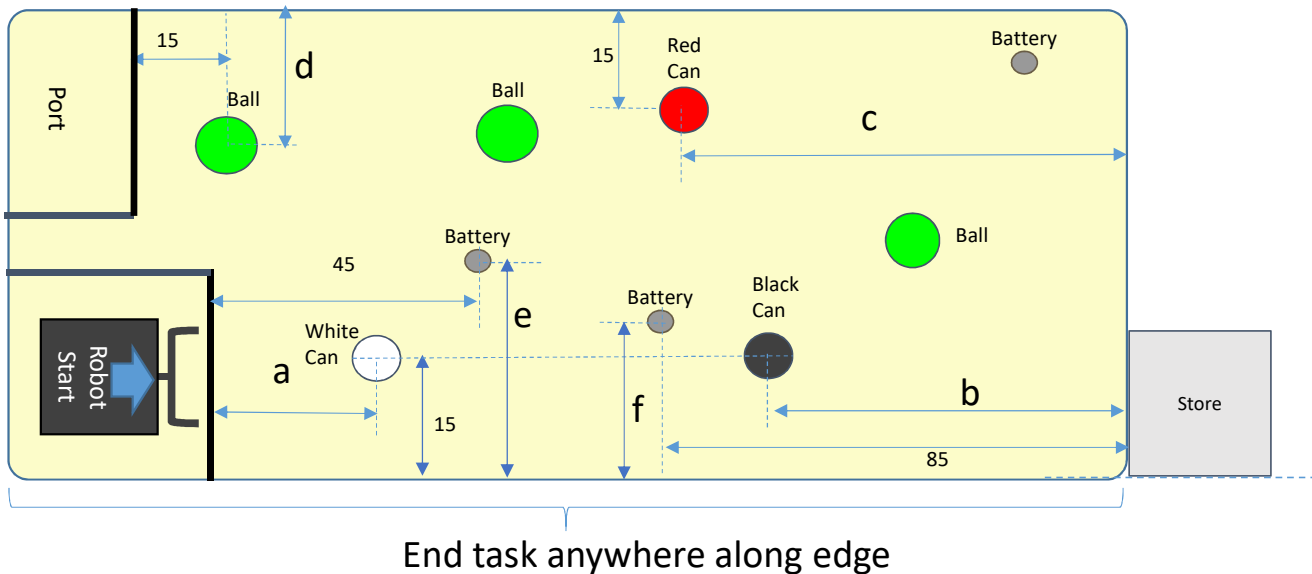 15
d
15
Red
Can
Battery
Port
Ball
Ball
c
Battery
45
Ball
e
Battery
Black
Can
Robot
Start
White
Can
a
f
b
15
85
Store
End task anywhere along edge